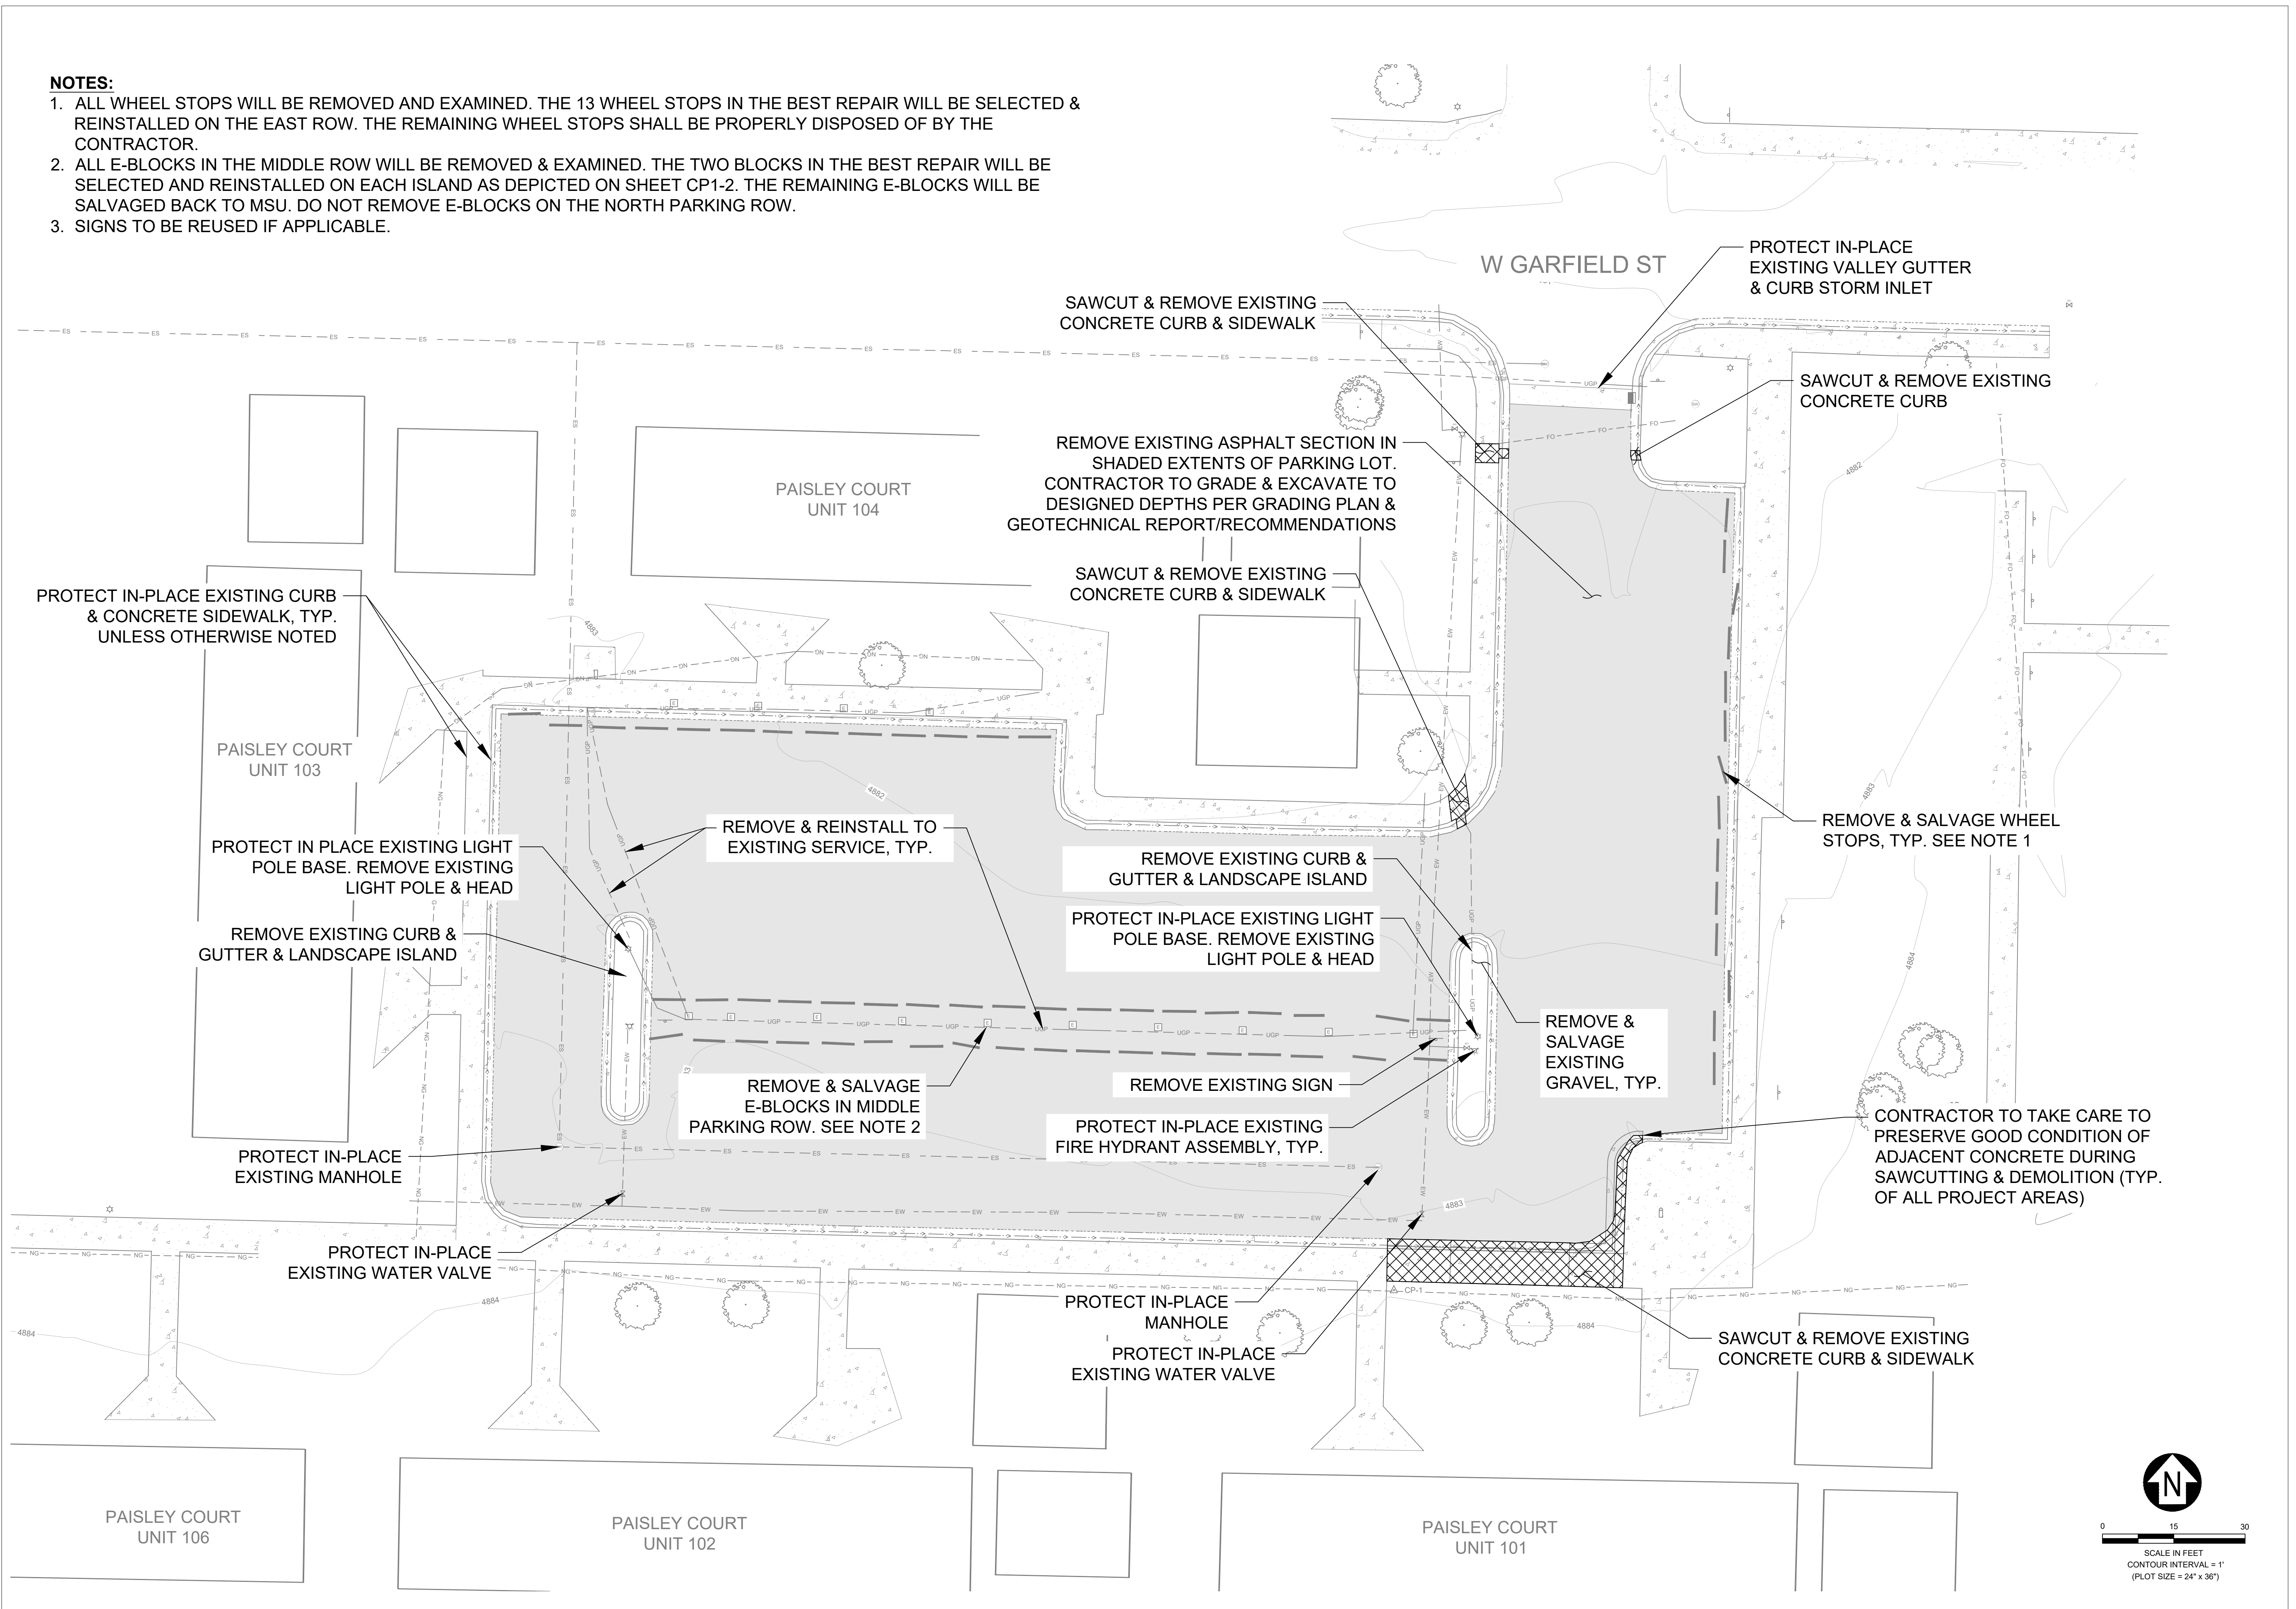 NOTES:
1. ALL WHEEL STOPS WILL BE REMOVED AND EXAMINED. THE 13 WHEEL STOPS IN THE BEST REPAIR WILL BE SELECTED &
REINSTALLED ON THE EAST ROW. THE REMAINING WHEEL STOPS SHALL BE PROPERLY DISPOSED OF BY THE
CONTRACTOR.
2. ALL E-BLOCKS IN THE MIDDLE ROW WILL BE REMOVED & EXAMINED. THE TWO BLOCKS IN THE BEST REPAIR WILL BE
SELECTED AND REINSTALLED ON EACH ISLAND AS DEPICTED ON SHEET CP1-2. THE REMAINING E-BLOCKS WILL BE
SALVAGED BACK TO MSU. DO NOT REMOVE E-BLOCKS ON THE NORTH PARKING ROW.
3. SIGNS TO BE REUSED IF APPLICABLE.
W GARFIELD ST
PROTECT IN-PLACE
EXISTING VALLEY GUTTER
& CURB STORM INLET
SAWCUT & REMOVE EXISTING
CONCRETE CURB & SIDEWALK
SAWCUT & REMOVE EXISTING
CONCRETE CURB
REMOVE EXISTING ASPHALT SECTION IN
SHADED EXTENTS OF PARKING LOT.
CONTRACTOR TO GRADE & EXCAVATE TO
DESIGNED DEPTHS PER GRADING PLAN &
GEOTECHNICAL REPORT/RECOMMENDATIONS
PAISLEY COURT
UNIT 104
SAWCUT & REMOVE EXISTING
CONCRETE CURB & SIDEWALK
PROTECT IN-PLACE EXISTING CURB
& CONCRETE SIDEWALK, TYP.
UNLESS OTHERWISE NOTED
PAISLEY COURT
UNIT 103
4882
4883
4882
4883
4884
REMOVE & SALVAGE WHEEL
STOPS, TYP. SEE NOTE 1
REMOVE & REINSTALL TO
EXISTING SERVICE, TYP.
PROTECT IN PLACE EXISTING LIGHT
POLE BASE. REMOVE EXISTING
LIGHT POLE & HEAD
REMOVE EXISTING CURB &
GUTTER & LANDSCAPE ISLAND
REMOVE EXISTING CURB &
GUTTER & LANDSCAPE ISLAND
PROTECT IN-PLACE EXISTING LIGHT
POLE BASE. REMOVE EXISTING
LIGHT POLE & HEAD
REMOVE &
SALVAGE
EXISTING
GRAVEL, TYP.
REMOVE & SALVAGE
E-BLOCKS IN MIDDLE
PARKING ROW. SEE NOTE 2
REMOVE EXISTING SIGN
PROTECT IN-PLACE EXISTING
FIRE HYDRANT ASSEMBLY, TYP.
CONTRACTOR TO TAKE CARE TO
PRESERVE GOOD CONDITION OF
ADJACENT CONCRETE DURING
SAWCUTTING & DEMOLITION (TYP.
OF ALL PROJECT AREAS)
PROTECT IN-PLACE
EXISTING MANHOLE
4883
PROTECT IN-PLACE
EXISTING WATER VALVE
CP-1
4884
4884
4884
PROTECT IN-PLACE
MANHOLE
PROTECT IN-PLACE
EXISTING WATER VALVE
SAWCUT & REMOVE EXISTING
CONCRETE CURB & SIDEWALK
PAISLEY COURT
UNIT 106
PAISLEY COURT
UNIT 102
PAISLEY COURT
UNIT 101
N
0 15 30
SCALE IN FEET
CONTOUR INTERVAL = 1'
(PLOT SIZE = 24" x 36")